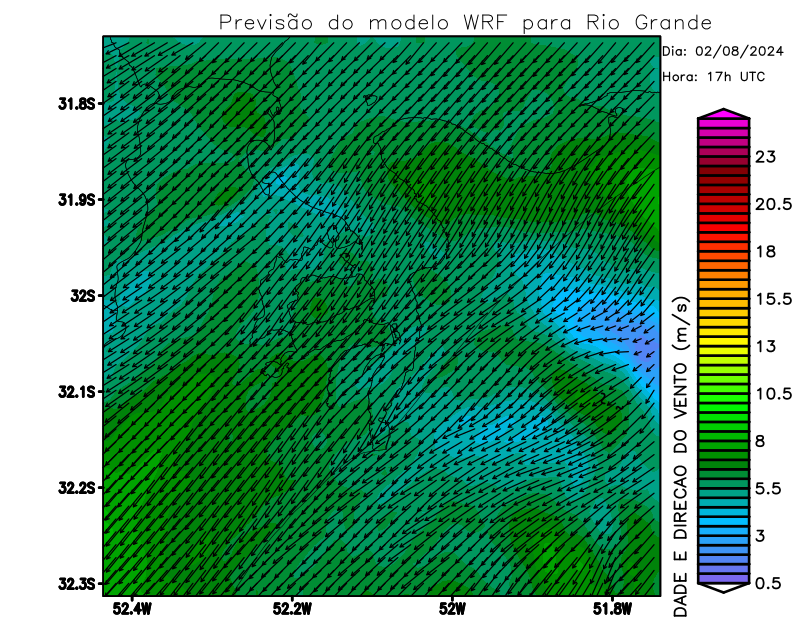 Previsão do modelo WRF para Rio Grande
Dia: 02/08/2024
Hora: 17h UTC
31.8S
31.9S
32S
32.1S
32.2S
32.3S
52.4W
52.2W
52W
51.8W
23
20.5
18
15.5
13
10.5
8
5.5
3
0.5
DADE E DIRECAO DO VENTO (m/s)